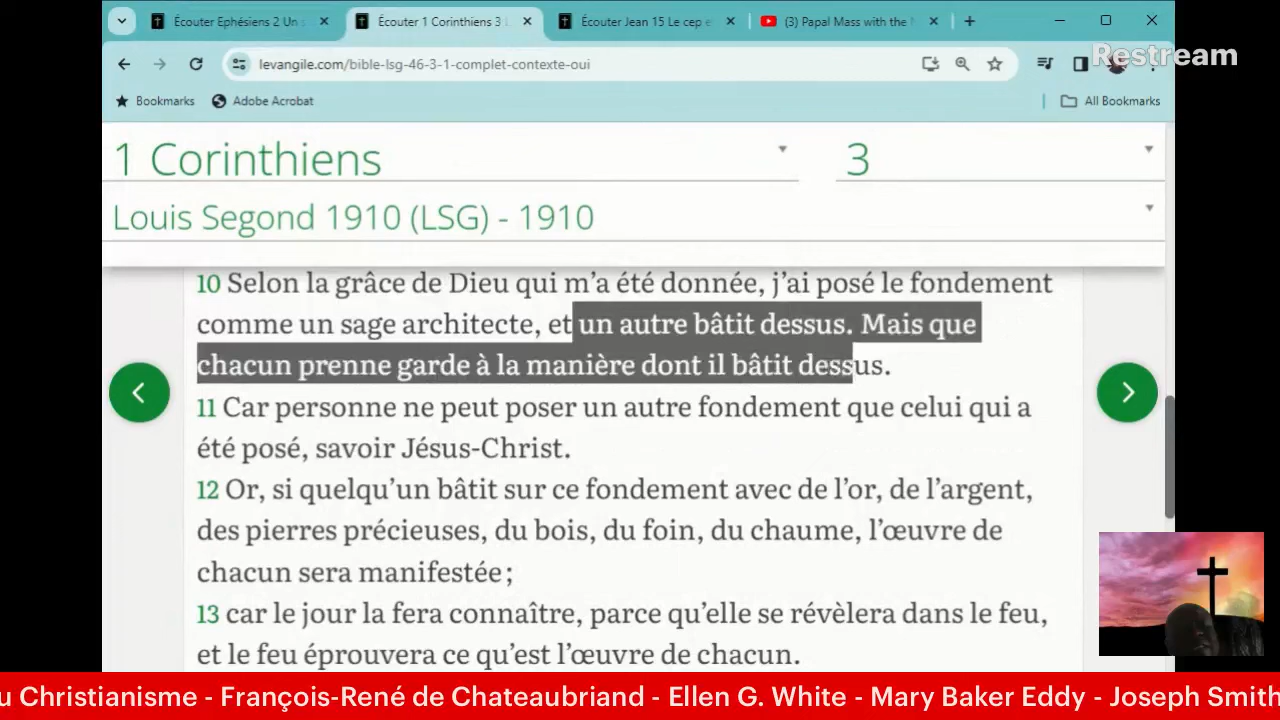 Écouter Ephésiens 2 Un s
Écouter 1 Corinthiens 3 L
Écouter Jean 15 Le cep e
(3) Papal Mass with the
levangile.com/bible-lsg-46-3-1-complet-contexte-oui
Restream
Bookmarks
Adobe Acrobat
All Bookmarks
1 Corinthiens
3
Louis Segond 1910 (LSG) - 1910
10 Selon la grâce de Dieu qui m’a été donnée, j’ai posé le fondement
comme un sage architecte, et un autre bâtit dessus. Mais que
chacun prenne garde à la manière dont il bâtit dessus.
11 Car personne ne peut poser un autre fondement que celui qui a
été posé, savoir Jésus-Christ.
12 Or, si quelqu’un bâtit sur ce fondement avec de l’or, de l’argent,
des pierres précieuses, du bois, du foin, du chaume, l’œuvre de
chacun sera manifestée ;
13 car le jour la fera connaître, parce qu’elle se révèlera dans le feu,
et le feu éprouvera ce qu’est l’œuvre de chacun.
u Christianisme - François-René de Chateaubriand - Ellen G. White - Mary Baker Eddy - Joseph Smith